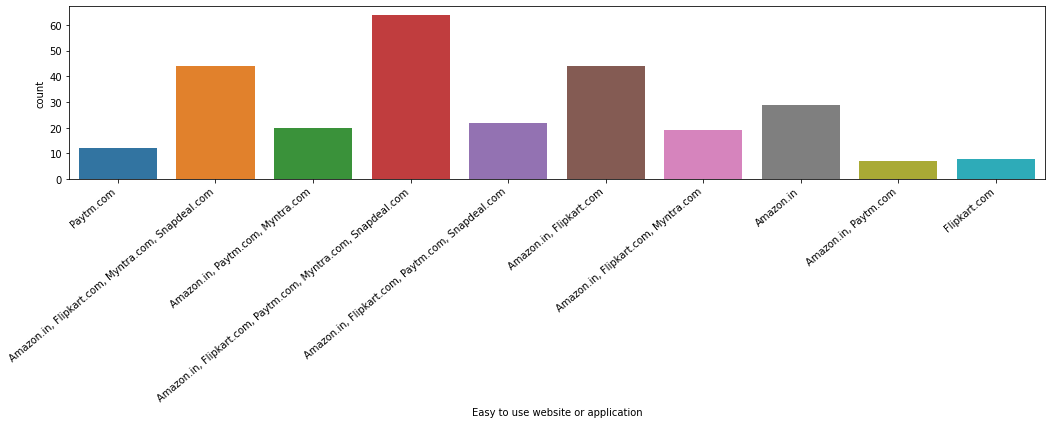 60
50
40
30
20
10
0
count
Paytm.com
Amazon.in, Flipkart.com, Myntra.com, Snapdeal.com
Amazon.in, Paytm.com, Myntra.com
Amazon.in, Flipkart.com, Paytm.com, Myntra.com, Snapdeal.com
Amazon.in, Flipkart.com, Paytm.com, Snapdeal.com
Amazon.in, Flipkart.com
Amazon.in, Flipkart.com, Myntra.com
Amazon.in
Amazon.in, Paytm.com
Flipkart.com
Easy to use website or application